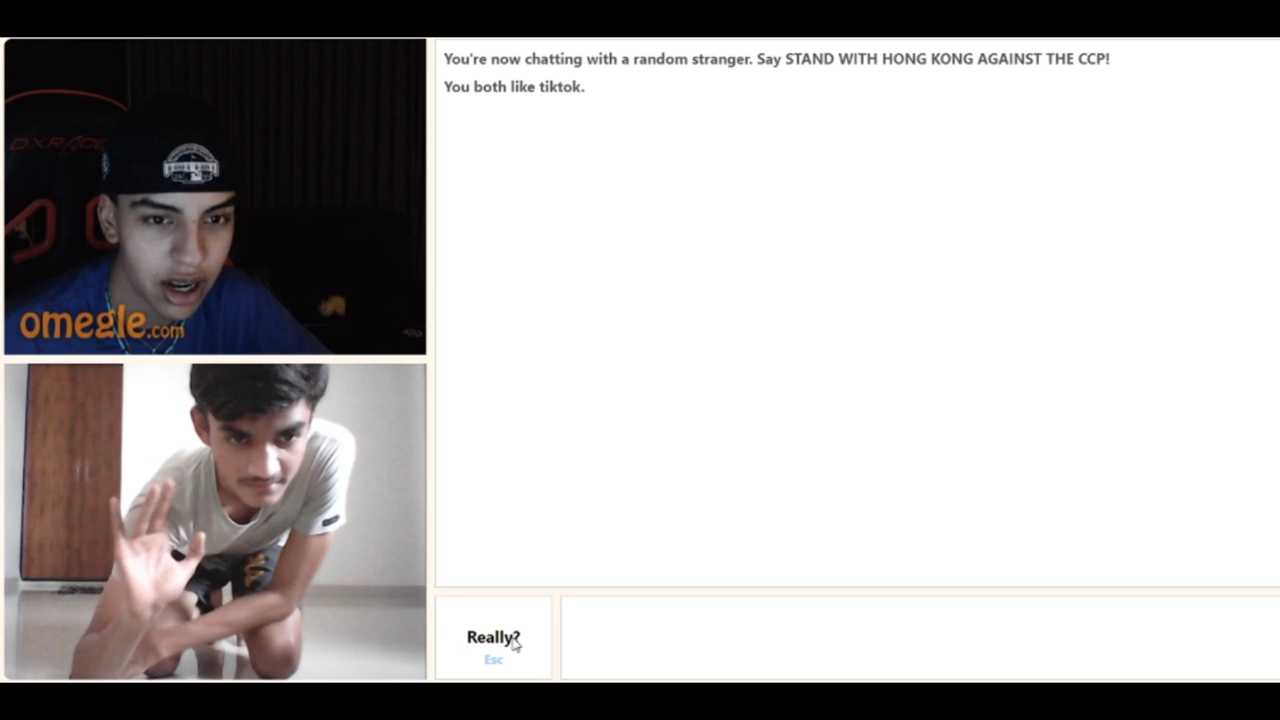 You're now chatting with a random stranger. Say STAND WITH HONG KONG AGAINST THE CCP!
You both like tiktok.
DXRACE
omegle.com
Really?
Esc